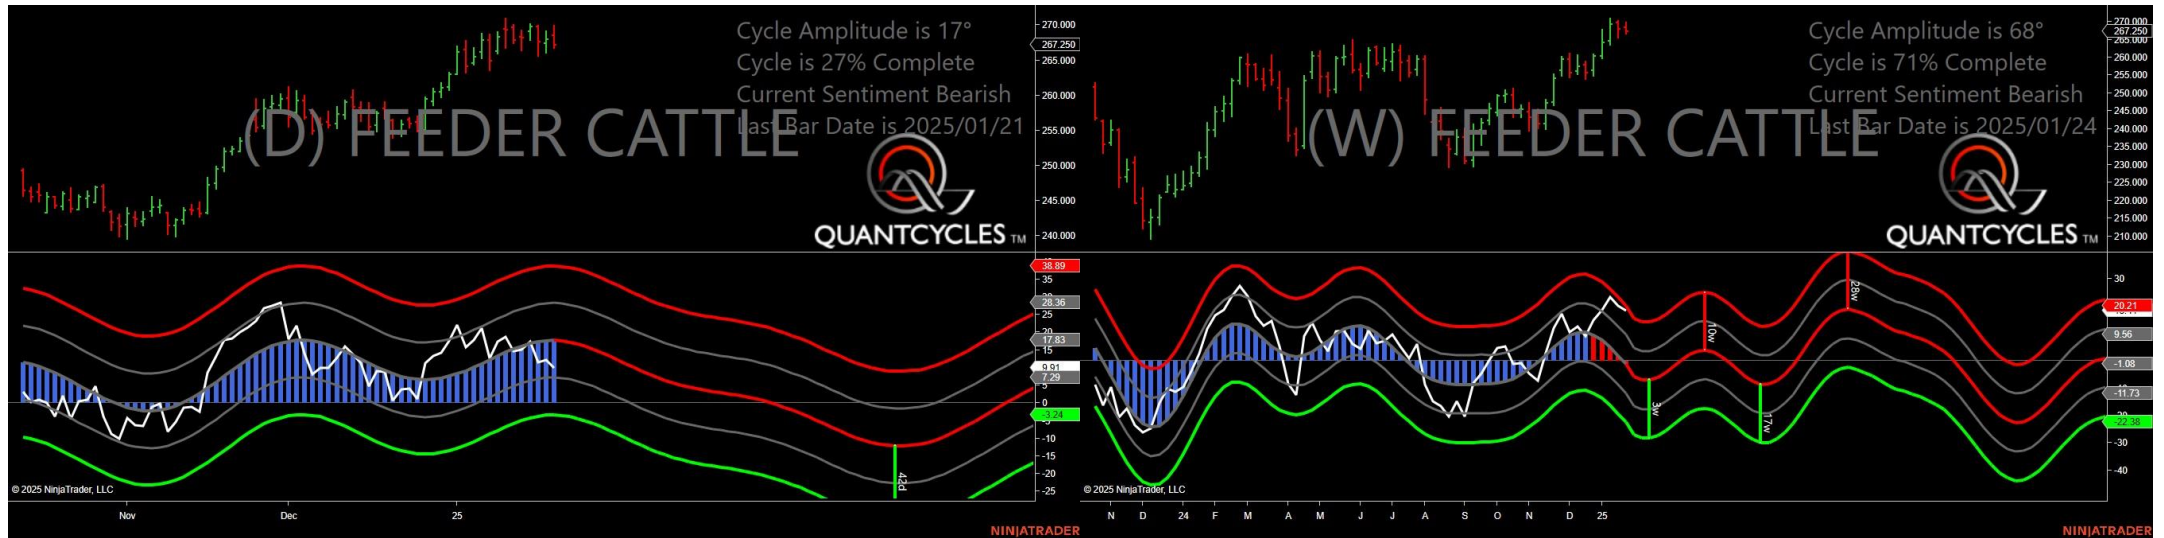 Cycle Amplitude is 17°
Cycle is 27% Complete
Current Sentiment Bearish
Last Bar Date is 2025/01/21
(D) FEEDER CATTLE
QUANTCYCLES TM
270.000
267.250
265.000
260.000
255.000
250.000
245.000
240.000
38.89
35
28.36
25
20
17.83
15
9.91
7.29
5
0
-3.24
-10
-15
-20
-25
42d
© 2025 NinjaTrader, LLC
Nov
Dec
25
NINJATRADER
Cycle Amplitude is 68°
Cycle is 71% Complete
Current Sentiment Bearish
Last Bar Date is 2025/01/24
(W) FEEDER CATTLE
QUANTCYCLES TM
270.000
267.250
265.000
260.000
255.000
250.000
245.000
240.000
235.000
230.000
225.000
220.000
215.000
210.000
30
20.21
9.56
-1.08
-11.73
-22.38
-30
-40
3w
10w
17w
28w
© 2025 NinjaTrader, LLC
N D 24 F M A M J J A S O N D 25
NINJATRADER